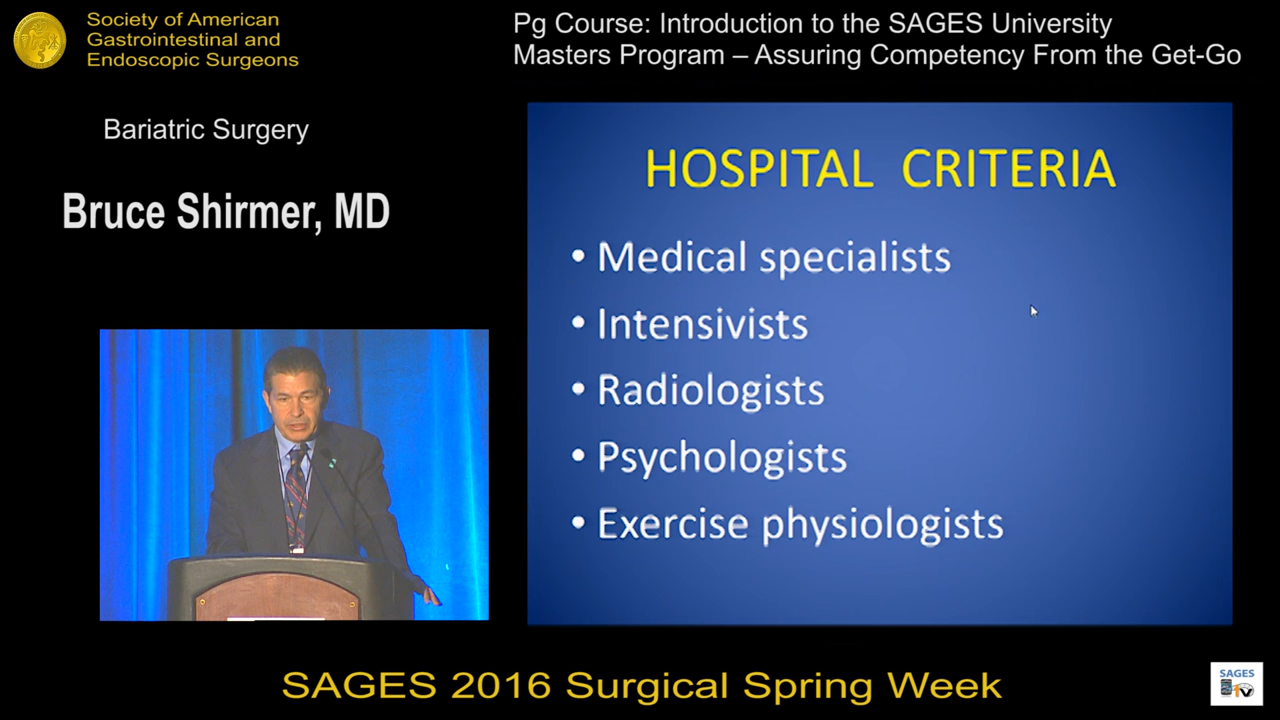 Society of American
Gastrointestinal and
Endoscopic Surgeons
Pg Course: Introduction to the SAGES University
Masters Program – Assuring Competency From the Get-Go
Bariatric Surgery
Bruce Shirmer, MD
HOSPITAL CRITERIA
• Medical specialists
• Intensivists
• Radiologists
• Psychologists
• Exercise physiologists
SAGES 2016 Surgical Spring Week
SAGES
TV